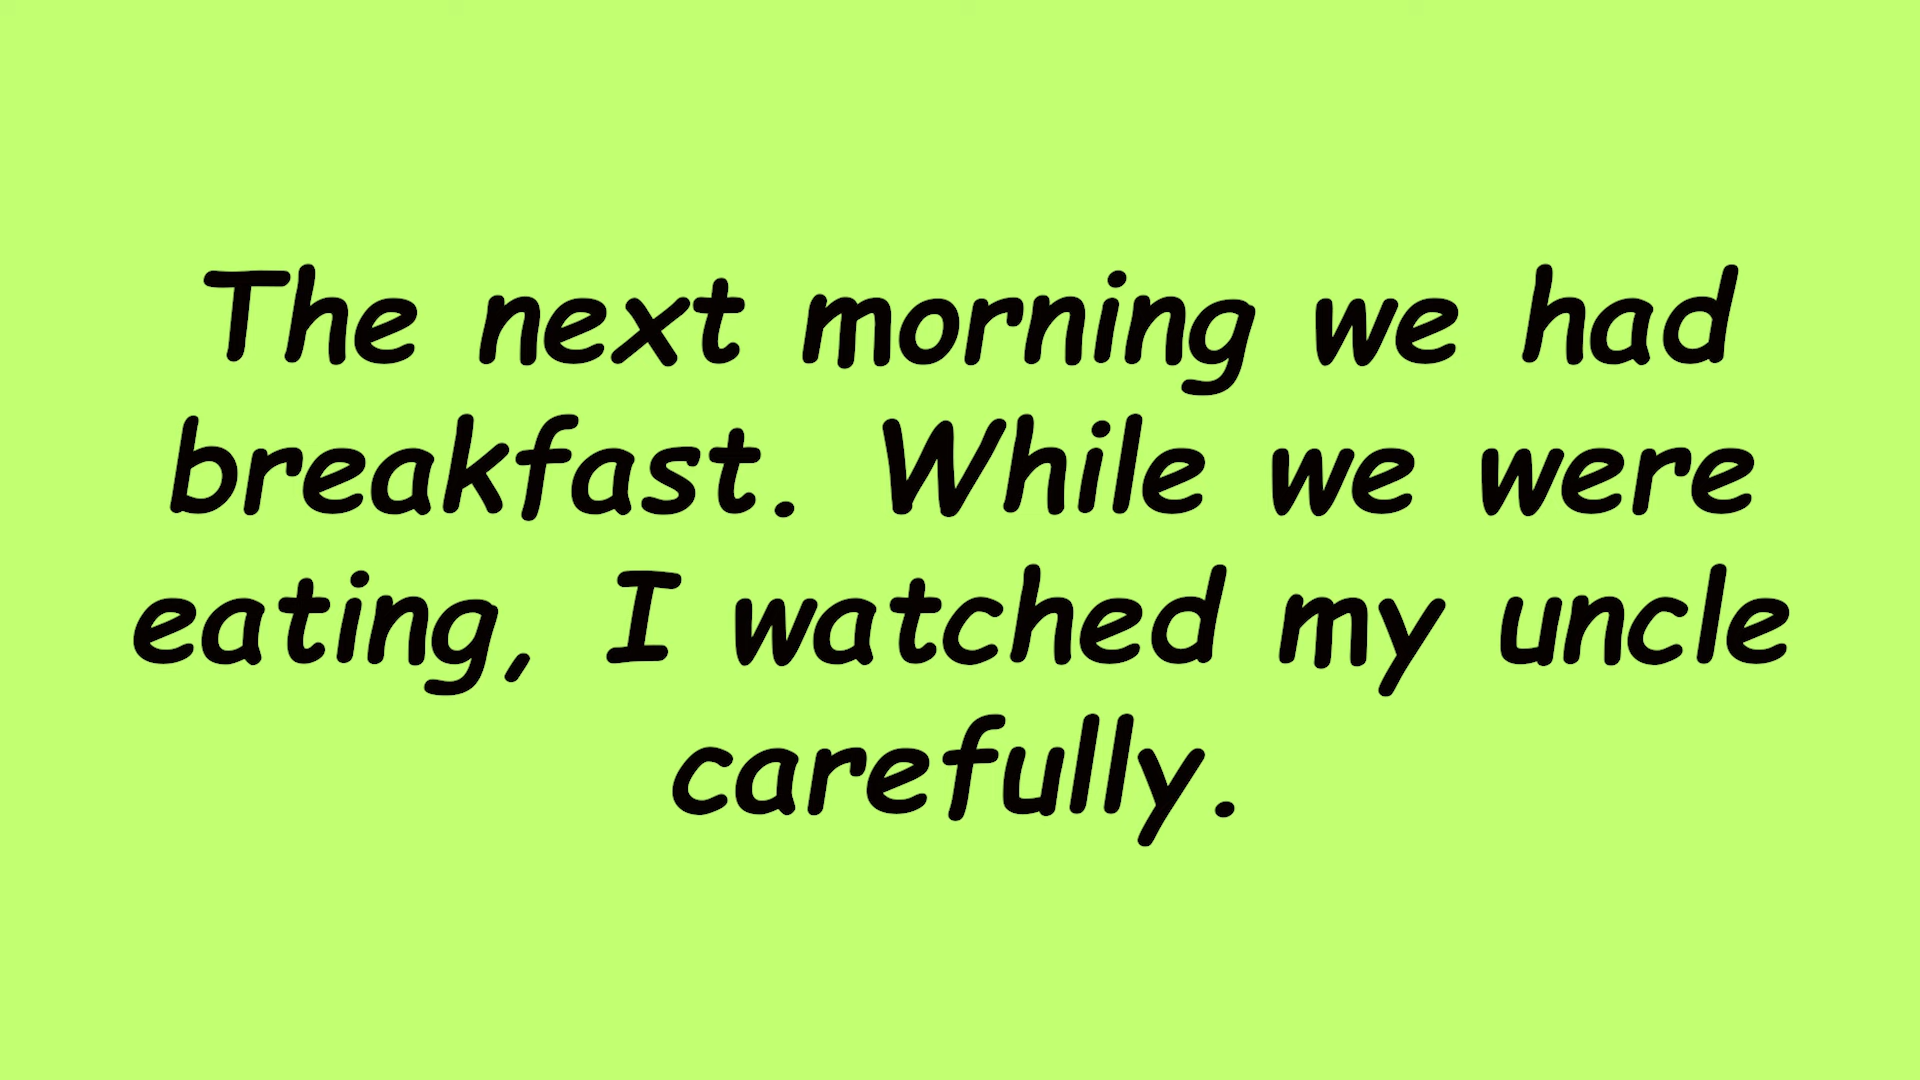 The next morning we had
breakfast. While we were
eating, I watched my uncle
carefully.